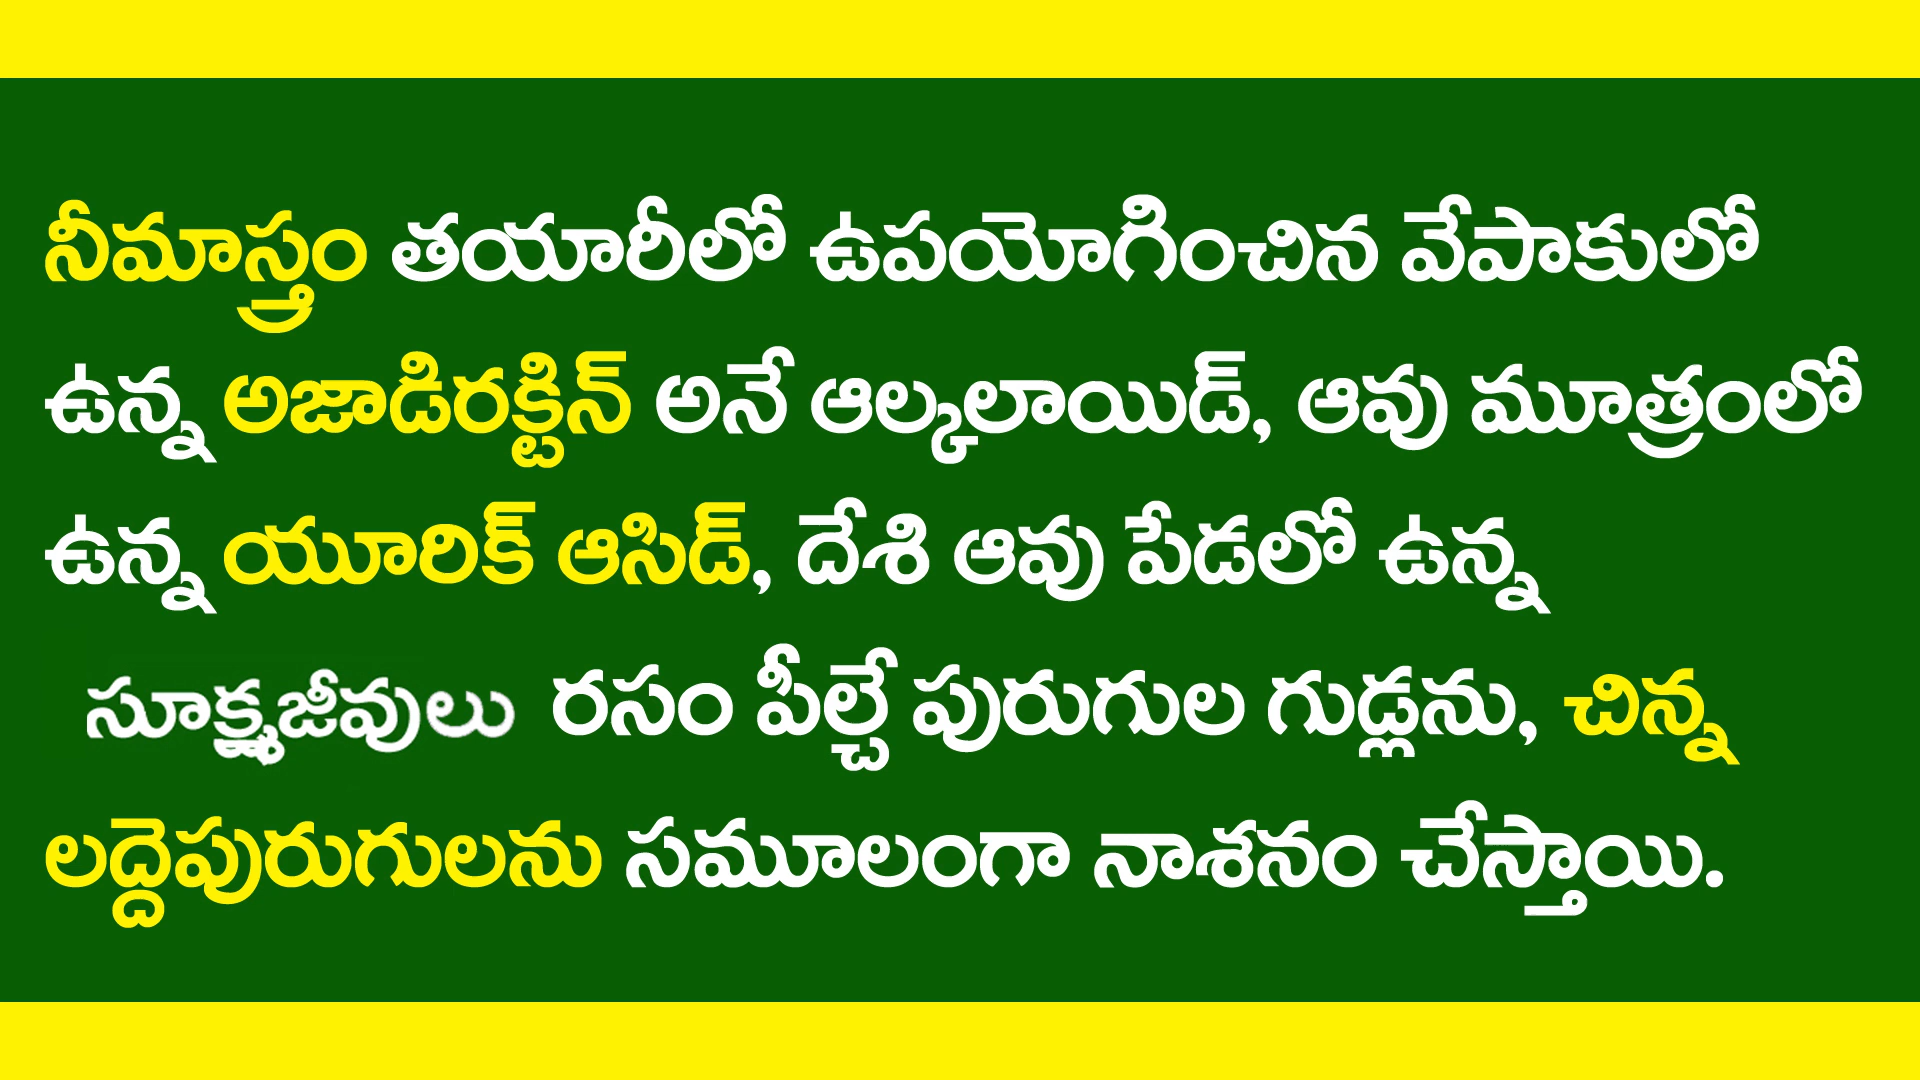 నీమాస్త్రం తయారీలో ఉపయోగించిన వేపాకులో
ఉన్న అజాడిరక్టిన్ అనే ఆల్కలాయిడ్, ఆవు మూత్రంలో
ఉన్న యూరిక్ ఆసిడ్, దేశి ఆవు పేడలో ఉన్న
సూక్ష్మజీవులు రసం పీల్చే పురుగుల గుడ్లను, చిన్న
లద్దెపురుగులను సమూలంగా నాశనం చేస్తాయి.